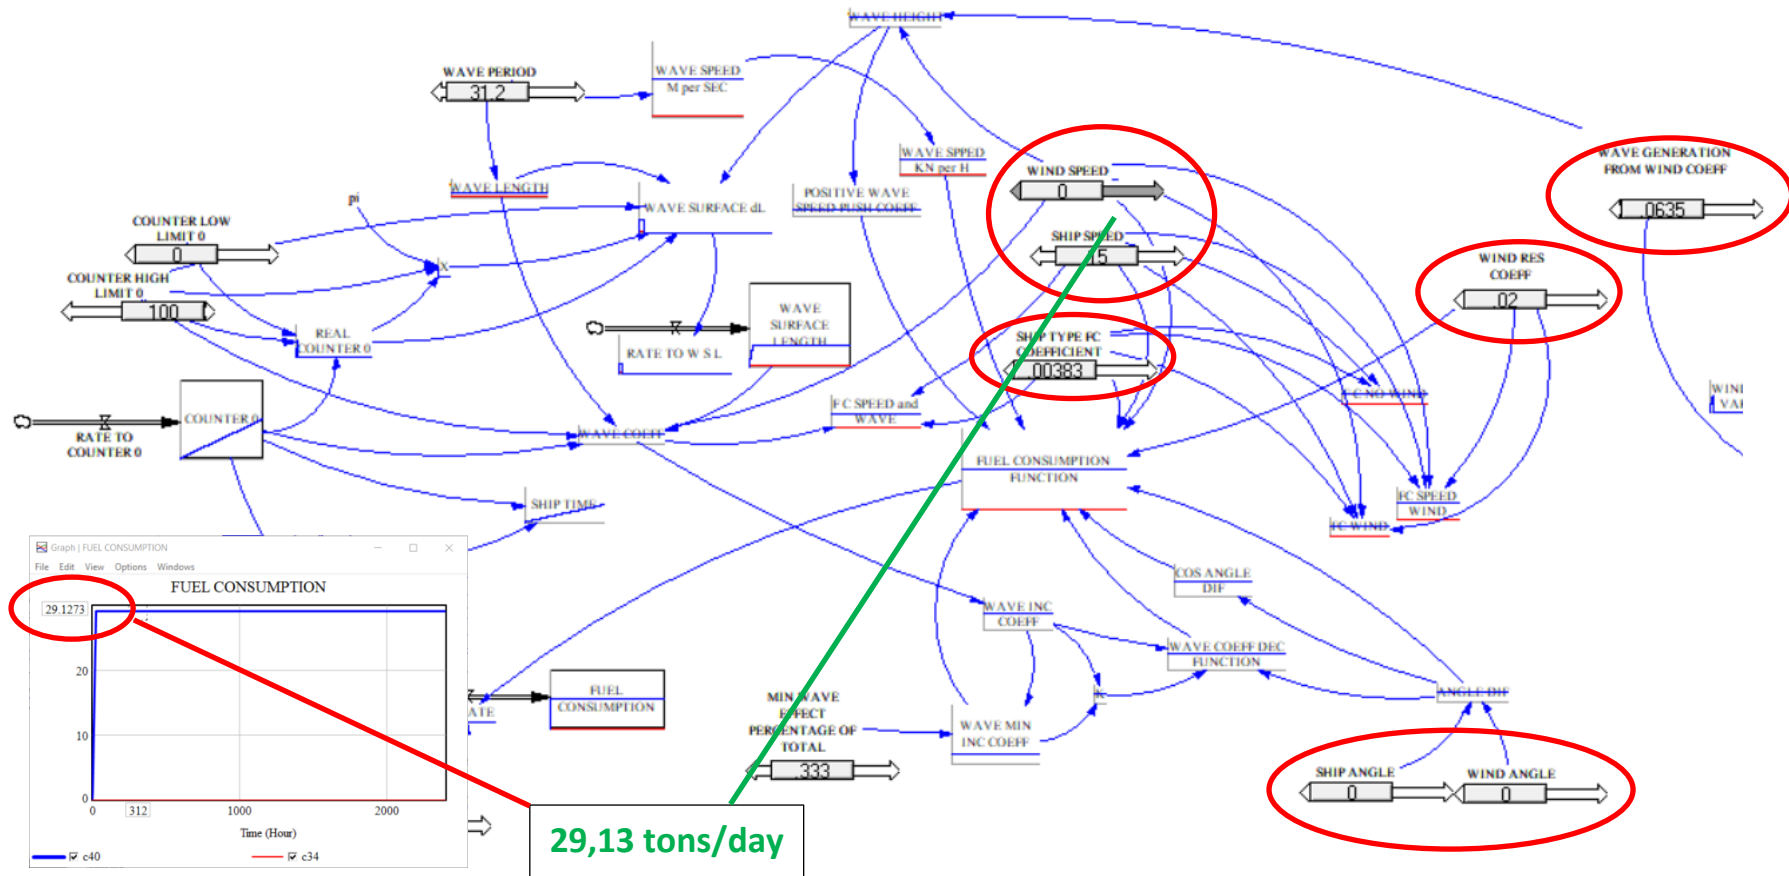 WAVE HEIGHT
WAVE PERIOD
31.2
WAVE SPEED
M per SEC
WAVE SPPED
KN per H
WAVE GENERATION
FROM WIND COEFF
.0635
WIND SPEED
0
WAVE LENGTH
pi
POSITIVE WAVE
SPEED PUSH COEFF
WAVE SURFACE dL
COUNTER LOW
LIMIT 0
0
SHIP SPEED
15
X
WIND RES
COEFF
.02
COUNTER HIGH
LIMIT 0
100
WAVE
SURFACE
LENGTH
REAL
COUNTER 0
RATE TO W S L
SHIP TYPE FC
COEFFICIENT
.00383
F C NO WIND
COUNTER 0
F C SPEED and
WAVE
RATE TO
COUNTER 0
WAVE COEFF
FUEL CONSUMPTION
FUNCTION
SHIP TIME
FC SPEED
WIND
FC WIND
Graph | FUEL CONSUMPTION
File Edit View Options Windows
FUEL CONSUMPTION
29.1273
20
10
0
0 312 1000 2000
Time (Hour)
c40 c34
COS ANGLE
DIF
WAVE INC
COEFF
WAVE COEFF DEC
FUNCTION
FUEL
CONSUMPTION
ATE
MIN WAVE
EFFECT
PERCENTAGE OF
TOTAL
.333
WAVE MIN
INC COEFF
X
ANGLE DIF
SHIP ANGLE
0
WIND ANGLE
0
29,13 tons/day